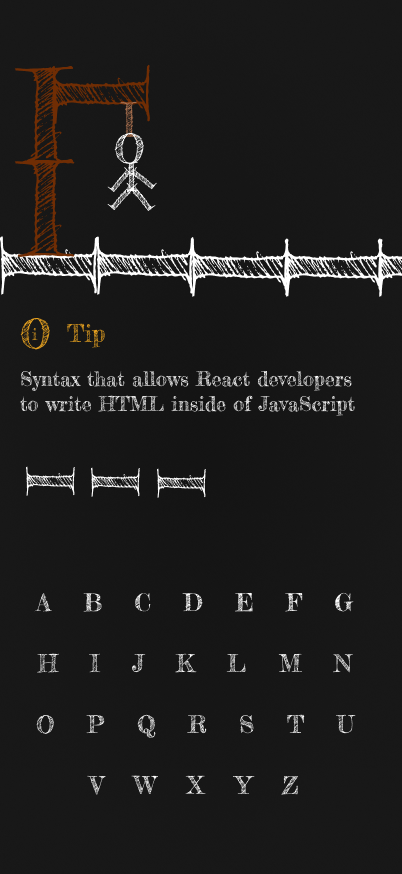 i Tip
Syntax that allows React developers
to write HTML inside of JavaScript
A B C D E F G
H I J K L M N
O P Q R S T U
V W X Y Z